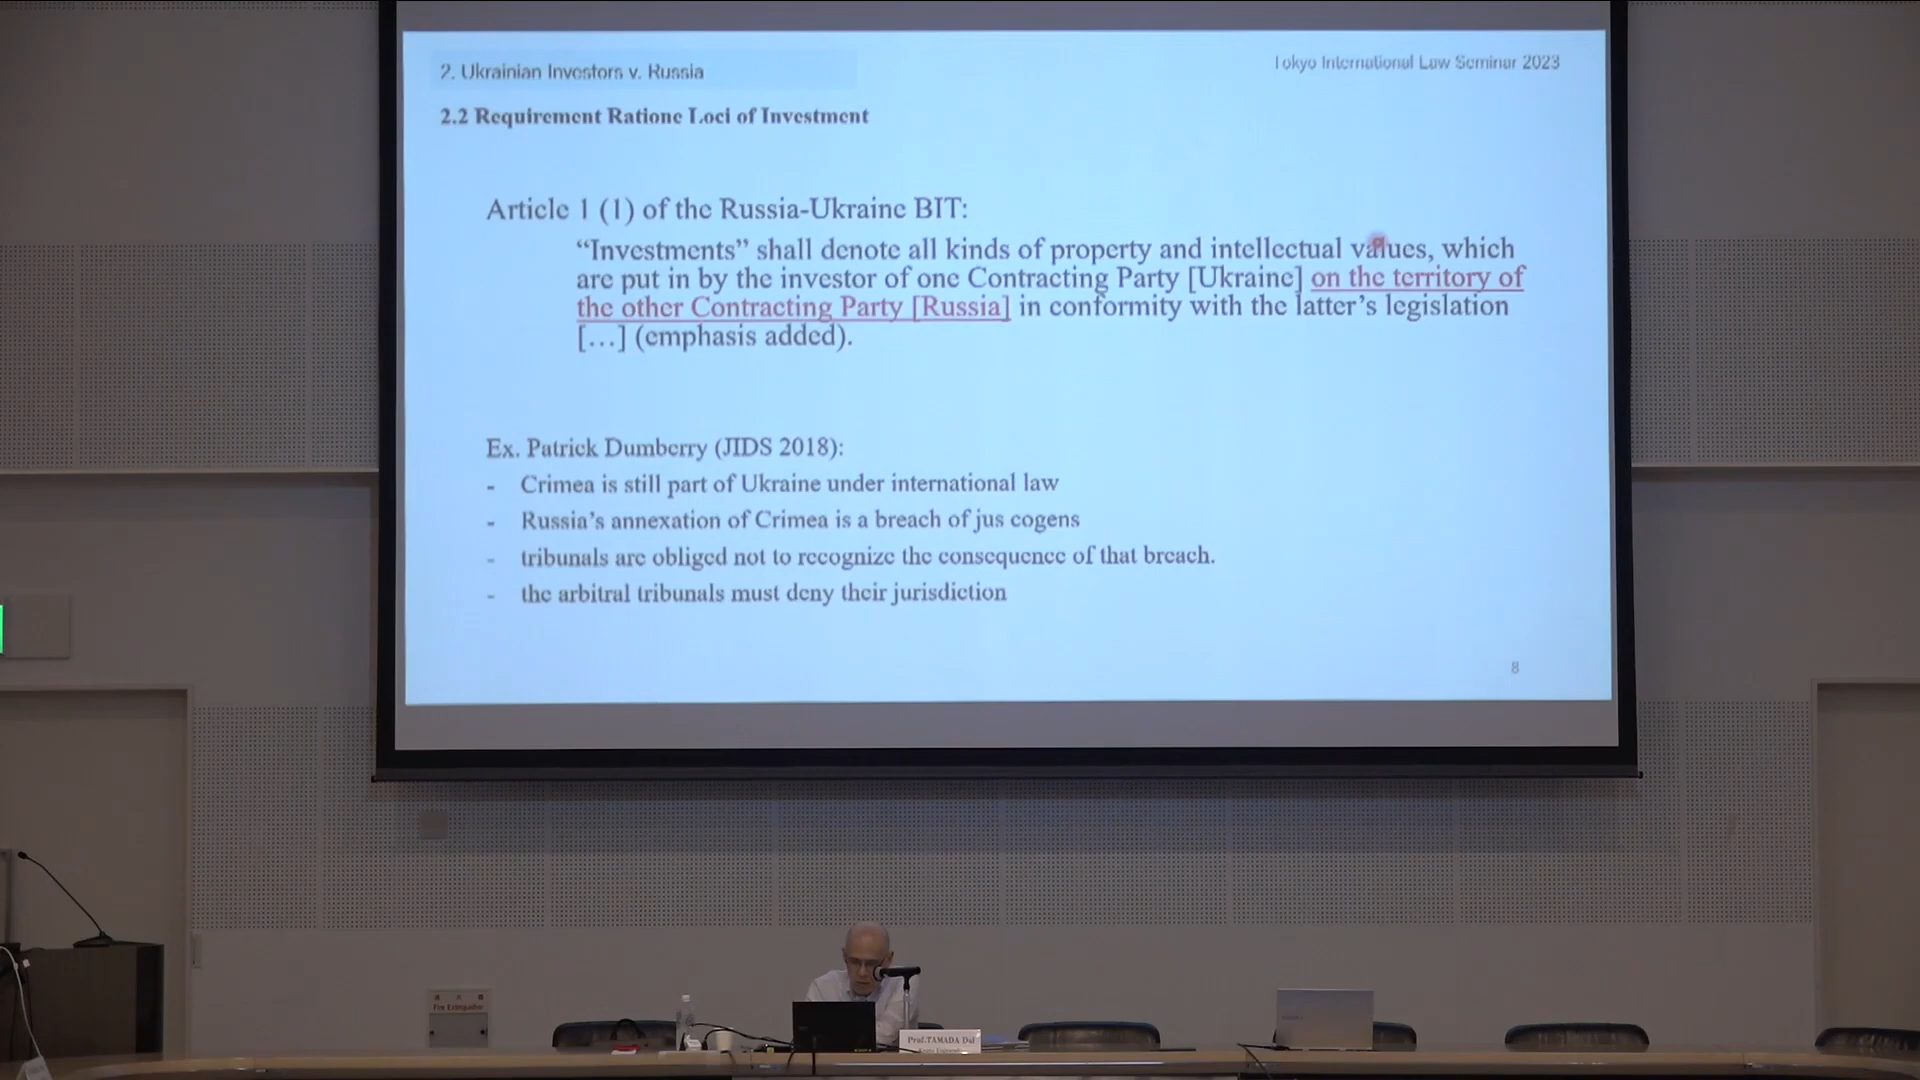 2. Ukrainian Investors v. Russia
Tokyo International Law Seminar 2023
2.2 Requirement Ratione Loci of Investment
Article 1 (1) of the Russia-Ukraine BIT:
“Investments” shall denote all kinds of property and intellectual values, which
are put in by the investor of one Contracting Party [Ukraine] on the territory of
the other Contracting Party [Russia] in conformity with the latter’s legislation
[…] (emphasis added).
Ex. Patrick Dumberry (JIDS 2018):
- Crimea is still part of Ukraine under international law
- Russia’s annexation of Crimea is a breach of jus cogens
- tribunals are obliged not to recognize the consequence of that breach.
- the arbitral tribunals must deny their jurisdiction
8
Fire Extinguisher
Prof.TAMADA Dai